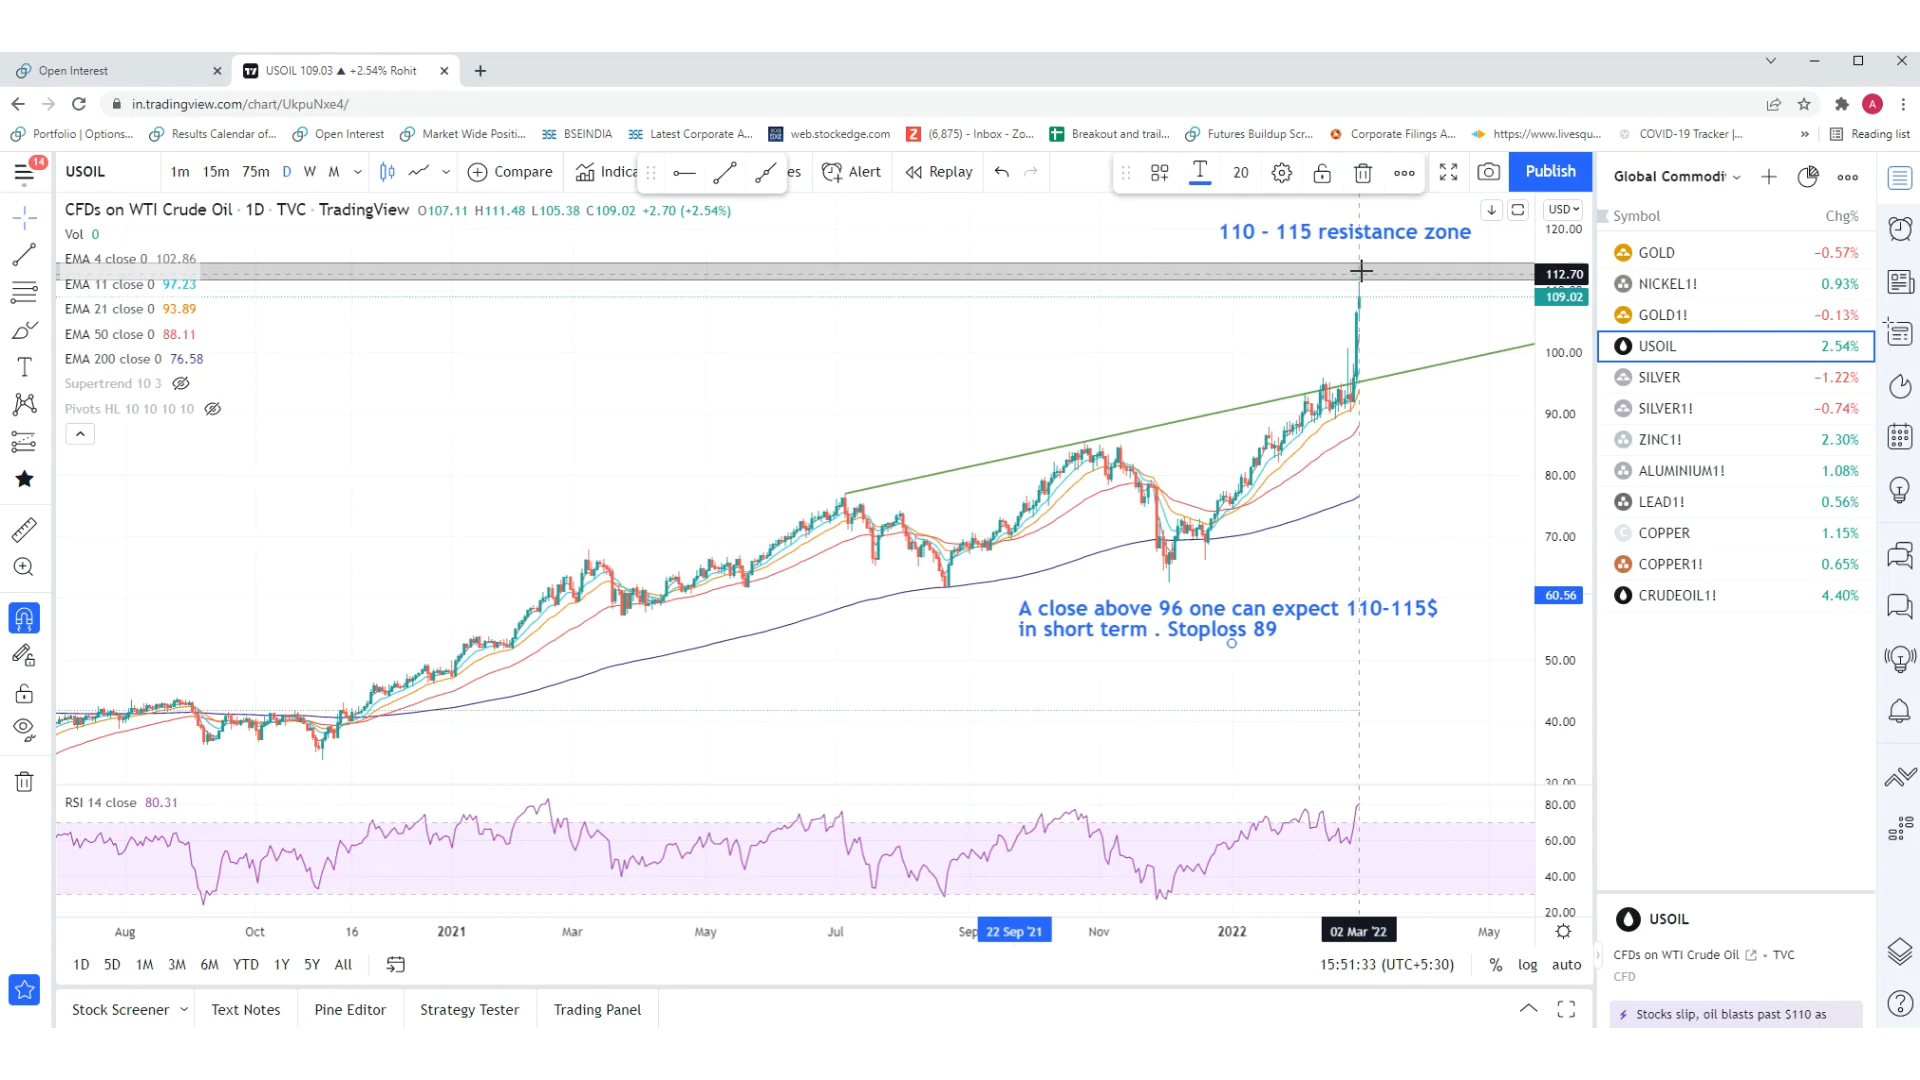 Open Interest
USOIL 109.03 ▲ +2.54% Rohit
in.tradingview.com/chart/UkpuNxe4/
A
Portfolio | Options...
Results Calendar of...
Open Interest
Market Wide Positi...
BSEINDIA
Latest Corporate A...
web.stockedge.com
(6,875) - Inbox - Zo...
Breakout and trail...
Futures Buildup Scr...
Corporate Filings A...
https://www.livesqu...
COVID-19 Tracker |...
»
Reading list
14
USOIL
1m 15m 75m D W M
Compare
Indica
es
Alert
Replay
20
Publish
Global Commodi
CFDs on WTI Crude Oil · 1D · TVC · TradingView O107.11 H111.48 L105.38 C109.02 +2.70 (+2.54%)
USD
Vol 0
EMA 4 close 0 102.86
EMA 11 close 0 97.23
EMA 21 close 0 93.89
EMA 50 close 0 88.11
EMA 200 close 0 76.58
Supertrend 10 3
Pivots HL 10 10 10 10
110 - 115 resistance zone
A close above 96 one can expect 110-115$
in short term . Stoploss 89
120.00
112.70
109.02
100.00
90.00
80.00
70.00
60.56
50.00
40.00
30.00
RSI 14 close 80.31
80.00
60.00
40.00
20.00
Aug Oct 16 2021 Mar May Jul Sep 22 Sep '21 Nov 2022 02 Mar '22 May
1D 5D 1M 3M 6M YTD 1Y 5Y All
15:51:33 (UTC+5:30) % log auto
Stock Screener Text Notes Pine Editor Strategy Tester Trading Panel
Symbol Chg%
GOLD −0.57%
NICKEL1! 0.93%
GOLD1! −0.13%
USOIL 2.54%
SILVER −1.22%
SILVER1! −0.74%
ZINC1! 2.30%
ALUMINIUM1! 1.08%
LEAD1! 0.56%
COPPER 1.15%
COPPER1! 0.65%
CRUDEOIL1! 4.40%
USOIL
CFDs on WTI Crude Oil • TVC
CFD
Stocks slip, oil blasts past $110 as